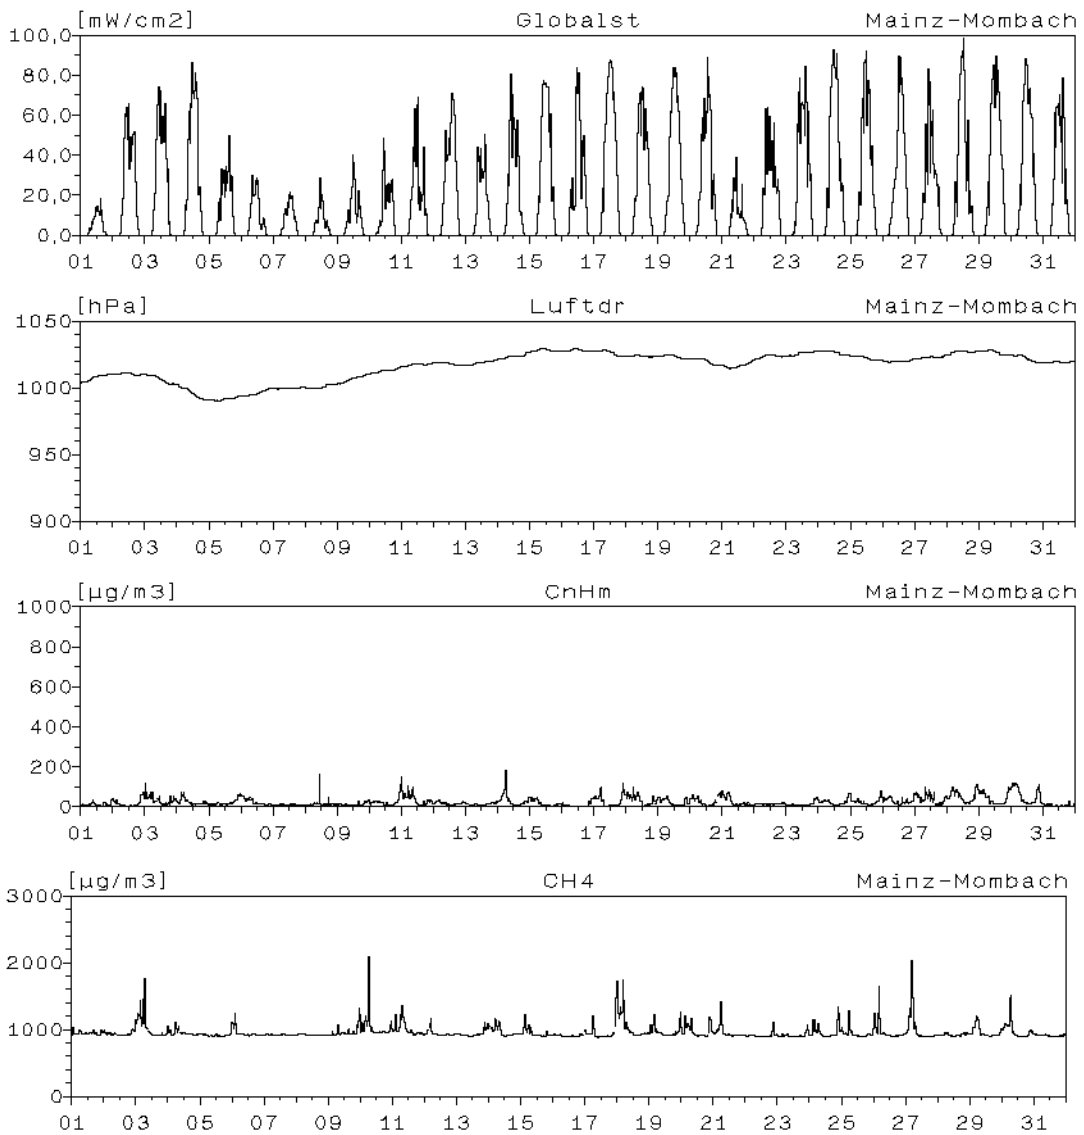 [mW/cm2] Globalst Mainz-Mombach
100,0
80,0
60,0
40,0
20,0
0,0
01 03 05 07 09 11 13 15 17 19 21 23 25 27 29 31
[hPa] Luftdr Mainz-Mombach
1050
1000
950
900
01 03 05 07 09 11 13 15 17 19 21 23 25 27 29 31
[µg/m3] CnHm Mainz-Mombach
1000
800
600
400
200
0
01 03 05 07 09 11 13 15 17 19 21 23 25 27 29 31
[µg/m3] CH4 Mainz-Mombach
3000
2000
1000
0
01 03 05 07 09 11 13 15 17 19 21 23 25 27 29 31